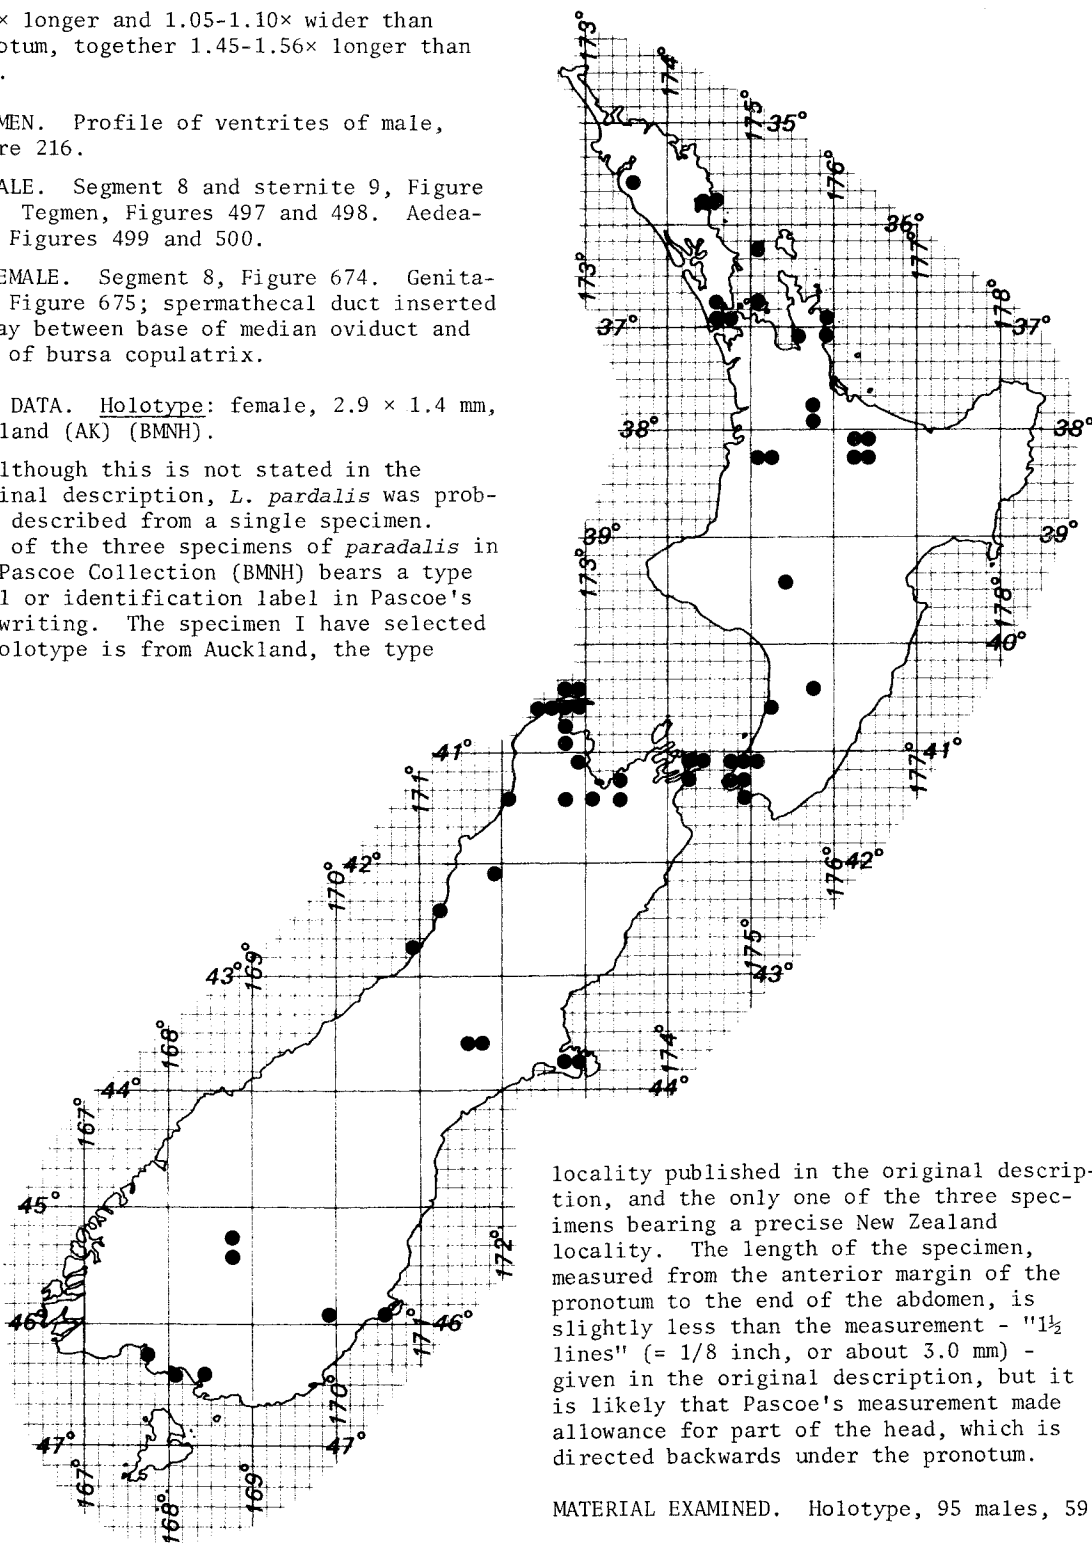 × longer and 1.05-1.10× wider than
otum, together 1.45-1.56× longer than
.
MEN. Profile of ventrites of male,
re 216.
ALE. Segment 8 and sternite 9, Figure
Tegmen, Figures 497 and 498. Aedea-
Figures 499 and 500.
EMALE. Segment 8, Figure 674. Genita-
Figure 675; spermathecal duct inserted
ay between base of median oviduct and
of bursa copulatrix.
DATA. Holotype: female, 2.9 × 1.4 mm,
land (AK) (BMNH).
lthough this is not stated in the
inal description, L. pardalis was prob-
described from a single specimen.
of the three specimens of paradalis in
Pascoe Collection (BMNH) bears a type
l or identification label in Pascoe's
writing. The specimen I have selected
olotype is from Auckland, the type
173°
174°
175°
35°
176°
36°
177°
173°
37°
178°
37°
38°
38°
173°
39°
39°
178°
40°
41°
171°
177°
41°
170°
42°
176°
42°
43°
169°
175°
43°
168°
174°
44°
44°
167°
45°
172°
46°
171°
46°
170°
47°
47°
167°
168°
169°
locality published in the original descrip-
tion, and the only one of the three spec-
imens bearing a precise New Zealand
locality. The length of the specimen,
measured from the anterior margin of the
pronotum to the end of the abdomen, is
slightly less than the measurement - "1½
lines" (= 1/8 inch, or about 3.0 mm) -
given in the original description, but it
is likely that Pascoe's measurement made
allowance for part of the head, which is
directed backwards under the pronotum.
MATERIAL EXAMINED. Holotype, 95 males, 59